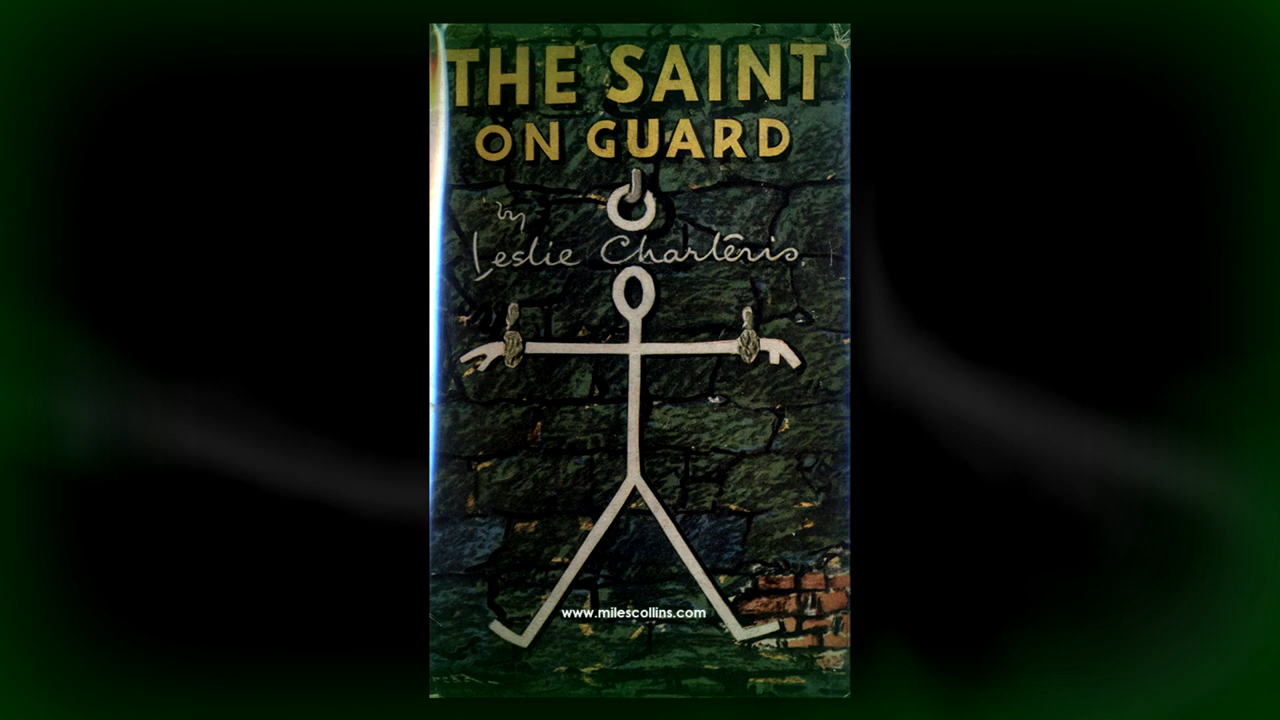 THE SAINT
ON GUARD
by
Leslie Charteris
www.milescollins.com